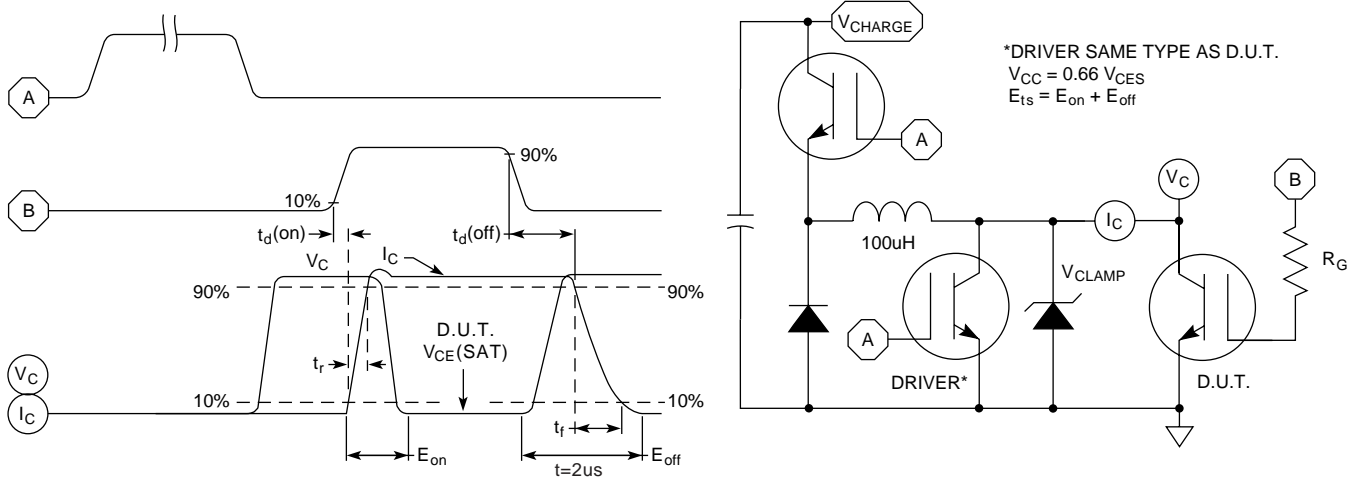 A
B
10%
90%
t_d(on)
t_d(off)
V_C
I_C
90%
90%
D.U.T.
V_CE(SAT)
t_r
V_C
I_C
10%
10%
t_f
E_on
t=2us
E_off
V_CHARGE
*DRIVER SAME TYPE AS D.U.T.
V_CC = 0.66 V_CES
E_ts = E_on + E_off
A
100uH
V_C
I_C
B
R_G
V_CLAMP
A
DRIVER*
D.U.T.